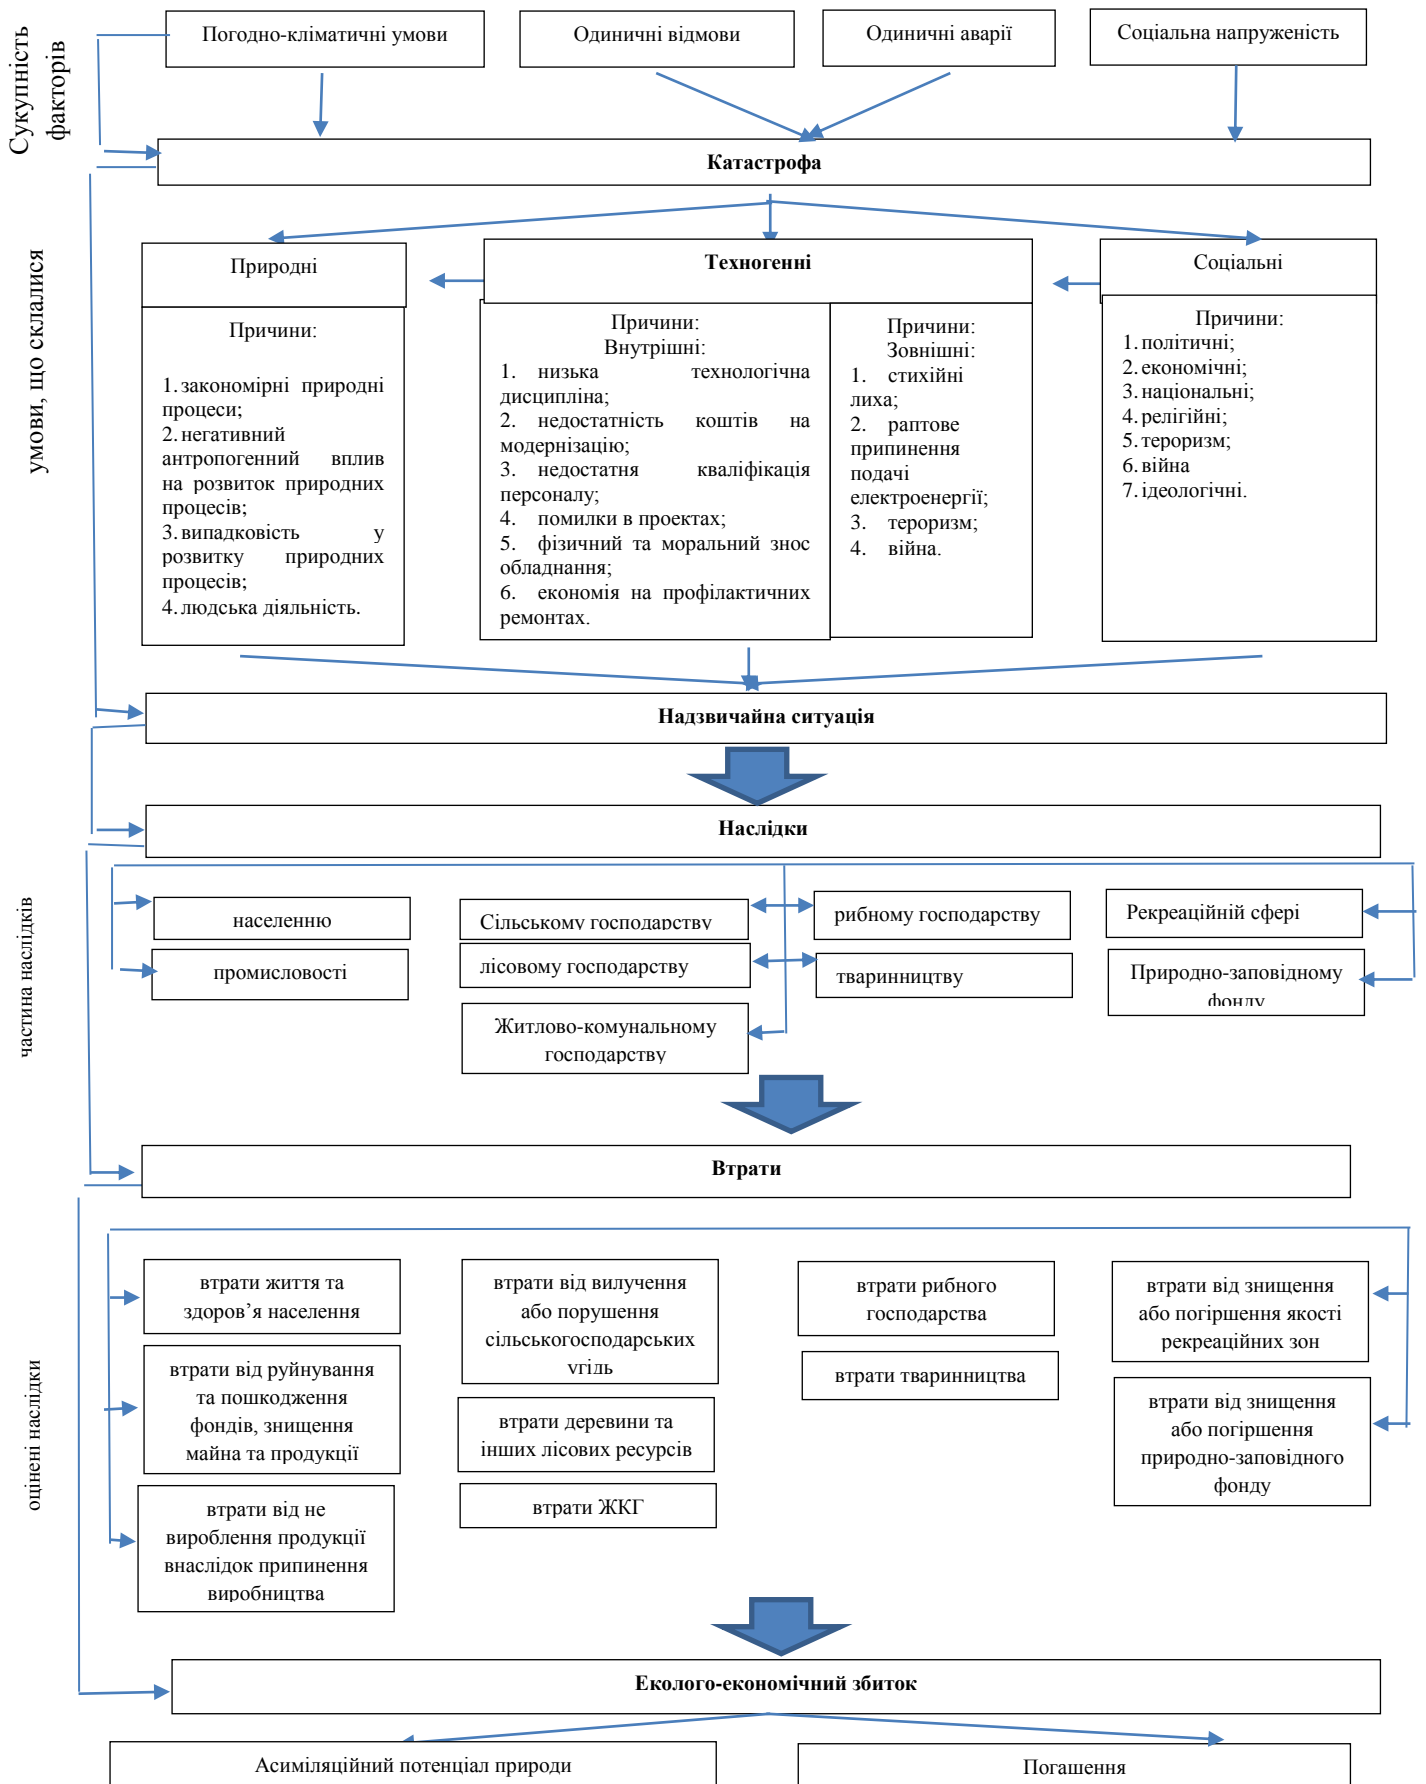 Сукупність
факторів
Погодно-кліматичні умови
Одиничні відмови
Одиничні аварії
Соціальна напруженість
Катастрофа
умови, що склалися
Природні
Техногенні
Соціальні
Причини:
1. закономірні природні
процеси;
2. негативний
антропогенний вплив
на розвиток природних
процесів;
3. випадковість у
розвитку природних
процесів;
4. людська діяльність.
Причини:
Внутрішні:
1. низька технологічна
дисципліна;
2. недостатність коштів на
модернізацію;
3. недостатня кваліфікація
персоналу;
4. помилки в проектах;
5. фізичний та моральний знос
обладнання;
6. економія на профілактичних
ремонтах.
Причини:
Зовнішні:
1. стихійні
лиха;
2. раптове
припинення
подачі
електроенергії;
3. тероризм;
4. війна.
Причини:
1. політичні;
2. економічні;
3. національні;
4. релігійні;
5. тероризм;
6. війна
7. ідеологічні.
Надзвичайна ситуація
Наслідки
частина наслідків
населенню
промисловості
Сільському господарству
лісовому господарству
Житлово-комунальному
господарству
рибному господарству
тваринництву
Рекреаційній сфері
Природно-заповідному
фонду
Втрати
оцінені наслідки
втрати життя та
здоров’я населення
втрати від руйнування
та пошкодження
фондів, знищення
майна та продукції
втрати від не
вироблення продукції
внаслідок припинення
виробництва
втрати від вилучення
або порушення
сільськогосподарських
угідь
втрати деревини та
інших лісових ресурсів
втрати ЖКГ
втрати рибного
господарства
втрати тваринництва
втрати від знищення
або погіршення якості
рекреаційних зон
втрати від знищення
або погіршення
природно-заповідного
фонду
Еколого-економічний збиток
Асиміляційний потенціал природи
Погашення